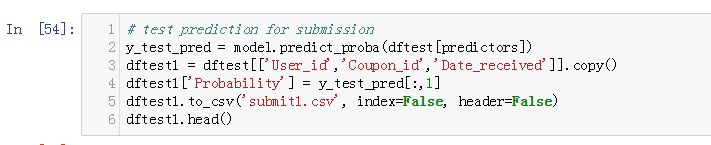 In [54]:
1 # test prediction for submission
2 y_test_pred = model.predict_proba(dftest[predictors])
3 dftest1 = dftest[['User_id','Coupon_id','Date_received']].copy()
4 dftest1['Probability'] = y_test_pred[:,1]
5 dftest1.to_csv('submit1.csv', index=False, header=False)
6 dftest1.head()